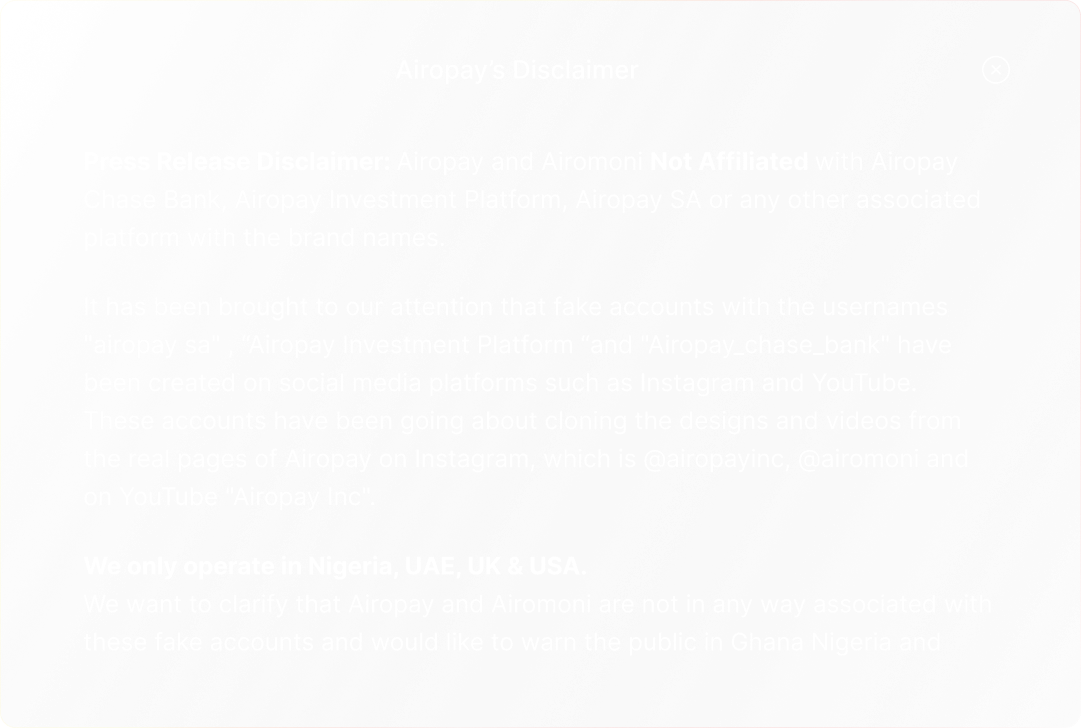 Airopay's Disclaimer
Press Release Disclaimer: Airopay and Airomoni Not Affiliated with Airopay
Chase Bank, Airopay Investment Platform, Airopay SA or any other associated
platform with the brand names.
It has been brought to our attention that fake accounts with the usernames
"airopay sa" , "Airopay Investment Platform "and "Airopay_chase_bank" have
been created on social media platforms such as Instagram and YouTube.
These accounts have been going about cloning the designs and videos from
the real pages of Airopay on Instagram, which is @airopayinc, @airomoni and
on YouTube "Airopay Inc".
We only operate in Nigeria, UAE, UK & USA.
We want to clarify that Airopay and Airomoni are not in any way associated with
these fake accounts and would like to warn the public in Ghana Nigeria and